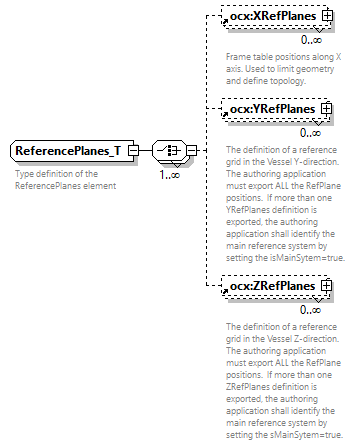 ocx:XRefPlanes
0..∞
Frame table positions along X
axis. Used to limit geometry
and define topology.
ocx:YRefPlanes
0..∞
The definition of a reference
grid in the Vessel Y-direction.
The authoring application
must export ALL the RefPlane
positions. If more than one
YRefPlanes definition is
exported, the authoring
application shall identify the
main reference system by
setting the isMainSytem=true.
ReferencePlanes_T
1..∞
Type definition of the
ReferencePlanes element
ocx:ZRefPlanes
0..∞
The definition of a reference
grid in the Vessel Z-direction.
The authoring application
must export ALL the RefPlane
positions. If more than one
ZRefPlanes definition is
exported, the authoring
application shall identify the
main reference system by
setting the sMainSytem=true.